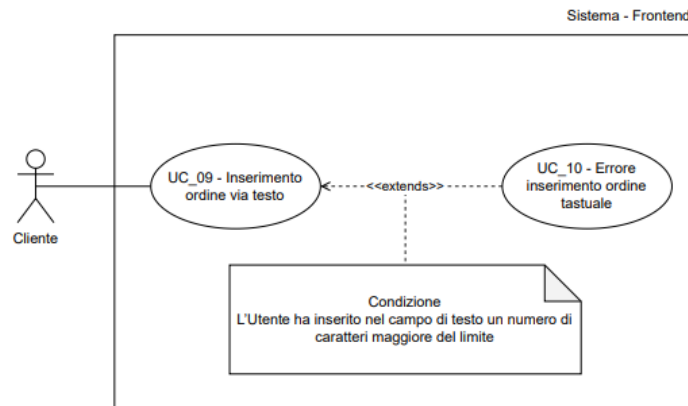 Sistema - Frontend
UC_09 - Inserimento
ordine via testo
<<extends>>
UC_10 - Errore
inserimento ordine
tastuale
Cliente
Condizione
L'Utente ha inserito nel campo di testo un numero di
caratteri maggiore del limite